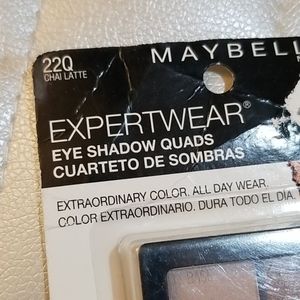 MAYBELL
22Q
CHAI LATTE
EXPERTWEAR®
EYE SHADOW QUADS
CUARTETO DE SOMBRAS
EXTRAORDINARY COLOR. ALL DAY WEAR.
COLOR EXTRAORDINARIO. DURA TODO EL DÍA.